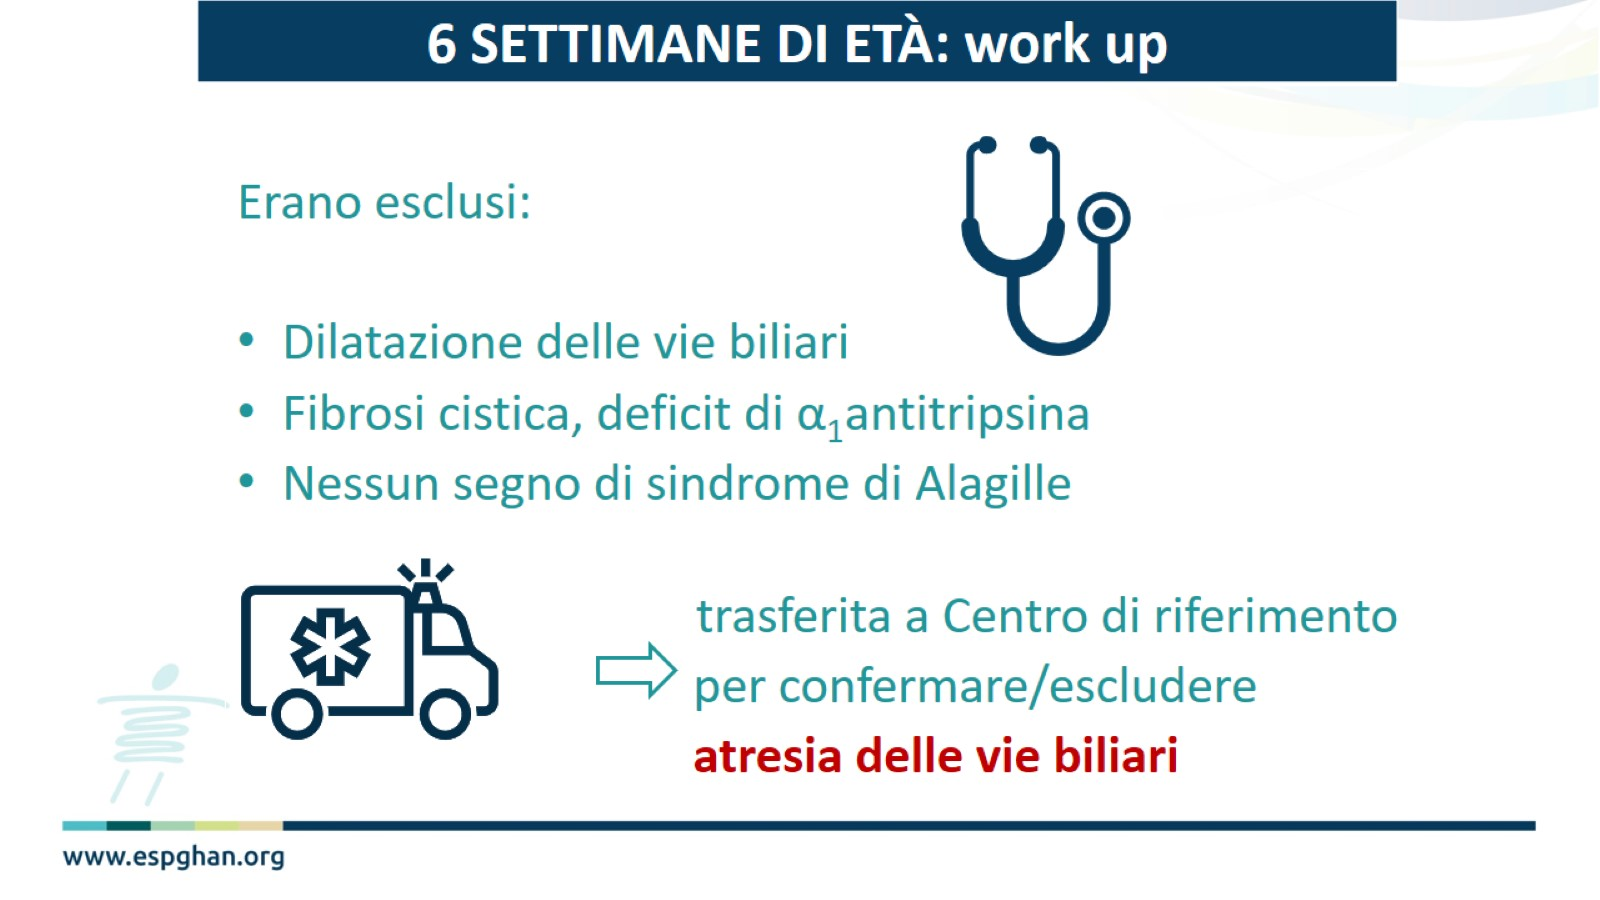 6 SETTIMANE DI ETÀ: work up
Erano esclusi:
• Dilatazione delle vie biliari
• Fibrosi cistica, deficit di α₁antitripsina
• Nessun segno di sindrome di Alagille
trasferita a Centro di riferimento
per confermare/escludere
atresia delle vie biliari
www.espghan.org